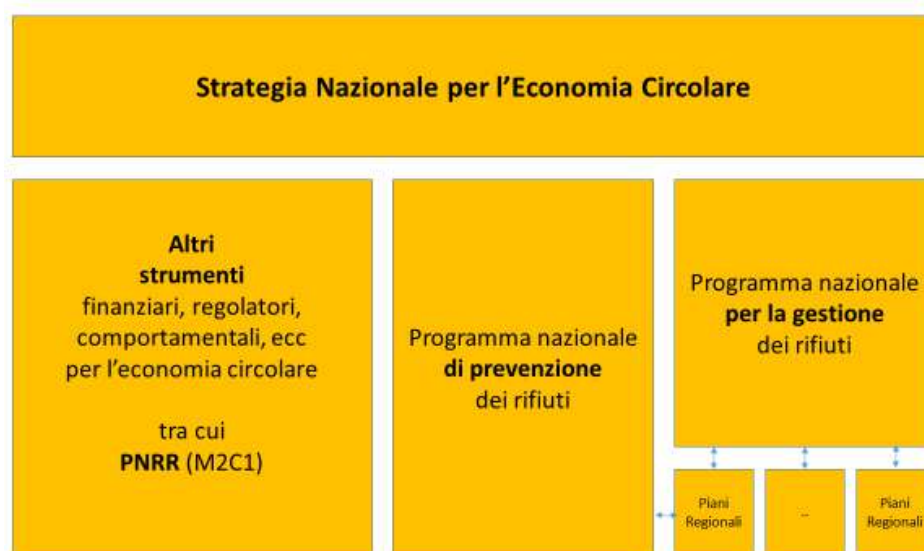 Strategia Nazionale per l'Economia Circolare
Altri
strumenti
finanziari, regolatori,
comportamentali, ecc
per l'economia circolare
tra cui
PNRR (M2C1)
Programma nazionale
di prevenzione
dei rifiuti
Programma nazionale
per la gestione
dei rifiuti
Piani
Regionali
...
Piani
Regionali